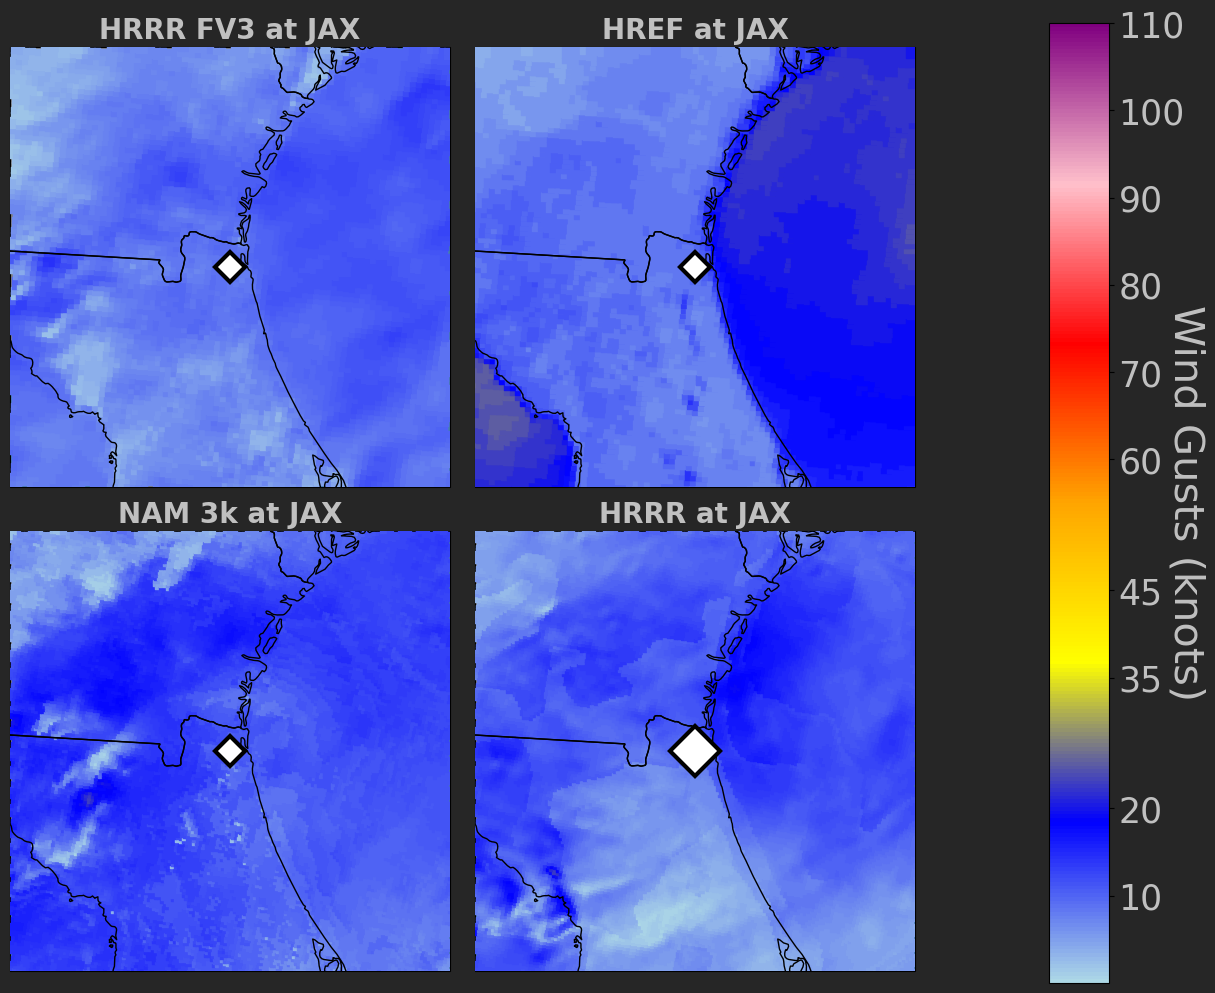 HRRR FV3 at JAX
HREF at JAX
NAM 3k at JAX
HRRR at JAX
110
100
90
80
70
60
45
35
20
10
Wind Gusts (knots)